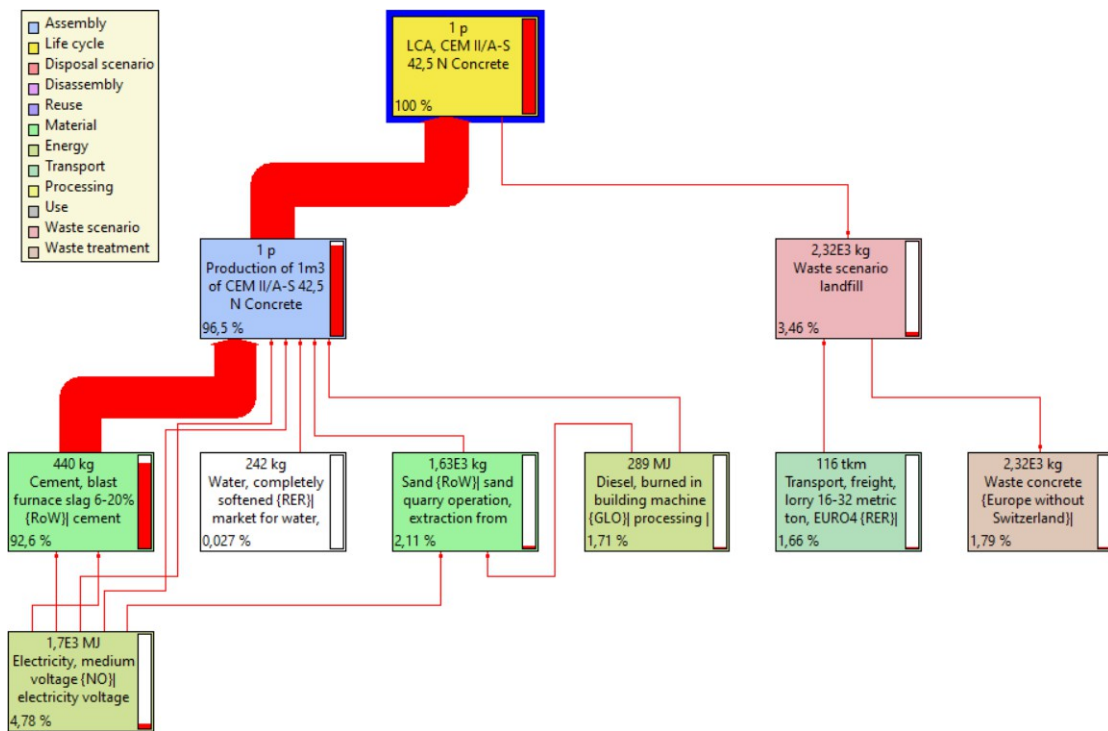 Assembly
Life cycle
Disposal scenario
Disassembly
Reuse
Material
Energy
Transport
Processing
Use
Waste scenario
Waste treatment
1 p
LCA, CEM II/A-S
42,5 N Concrete
100 %
1 p
Production of 1m3
of CEM II/A-S 42,5
N Concrete
96,5 %
2,32E3 kg
Waste scenario
landfill
3,46 %
440 kg
Cement, blast
furnace slag 6-20%
{RoW}| cement
92,6 %
242 kg
Water, completely
softened {RER}|
market for water,
0,027 %
1,63E3 kg
Sand {RoW}| sand
quarry operation,
extraction from
2,11 %
289 MJ
Diesel, burned in
building machine
{GLO}| processing |
1,71 %
116 tkm
Transport, freight,
lorry 16-32 metric
ton, EURO4 {RER}|
1,66 %
2,32E3 kg
Waste concrete
{Europe without
Switzerland}|
1,79 %
1,7E3 MJ
Electricity, medium
voltage {NO}|
electricity voltage
4,78 %